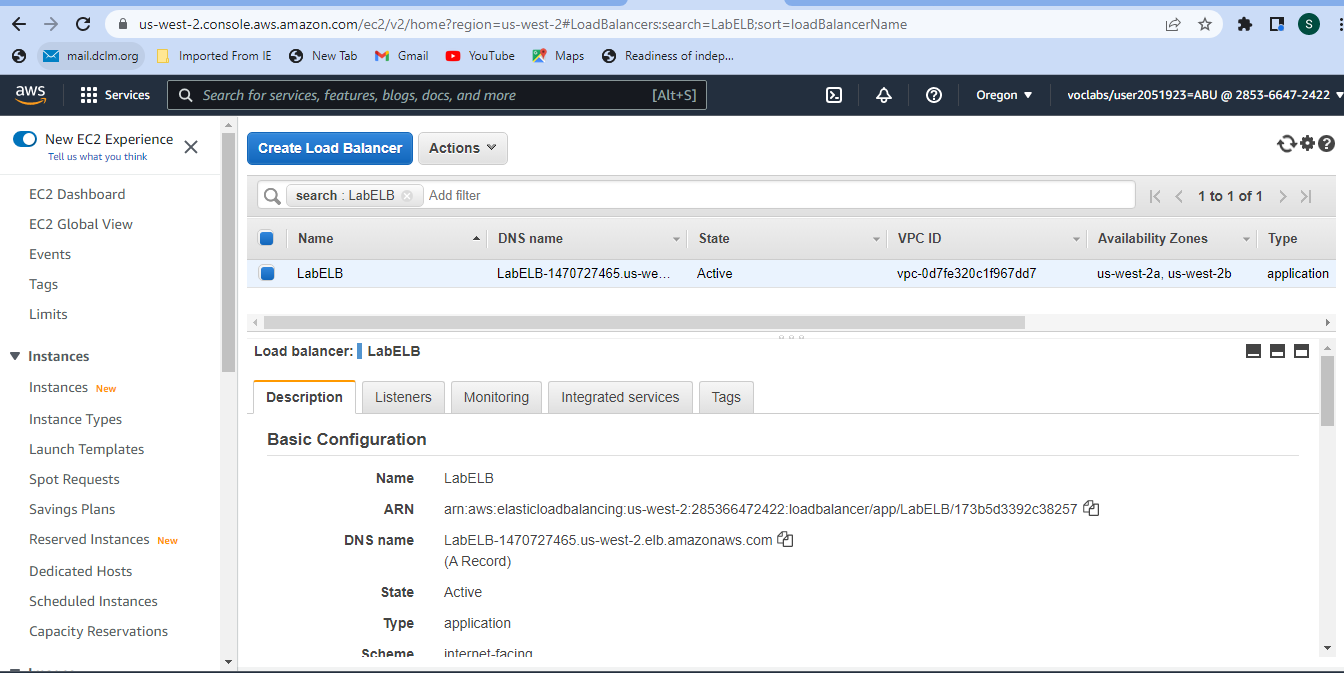 us-west-2.console.aws.amazon.com/ec2/v2/home?region=us-west-2#LoadBalancers:search=LabELB;sort=loadBalancerName
S
mail.dclm.org Imported From IE New Tab Gmail YouTube Maps Readiness of indep...
aws Services Search for services, features, blogs, docs, and more [Alt+S] Oregon voclabs/user2051923=ABU @ 2853-6647-2422
New EC2 Experience
Tell us what you think
EC2 Dashboard
EC2 Global View
Events
Tags
Limits
Instances
Instances New
Instance Types
Launch Templates
Spot Requests
Savings Plans
Reserved Instances New
Dedicated Hosts
Scheduled Instances
Capacity Reservations
Create Load Balancer Actions
search : LabELB Add filter 1 to 1 of 1
Name DNS name State VPC ID Availability Zones Type
LabELB LabELB-1470727465.us-we... Active vpc-0d7fe320c1f967dd7 us-west-2a, us-west-2b application
Load balancer: LabELB
Description Listeners Monitoring Integrated services Tags
Basic Configuration
Name LabELB
ARN arn:aws:elasticloadbalancing:us-west-2:285366472422:loadbalancer/app/LabELB/173b5d3392c38257
DNS name LabELB-1470727465.us-west-2.elb.amazonaws.com
(A Record)
State Active
Type application
Scheme internet-facing